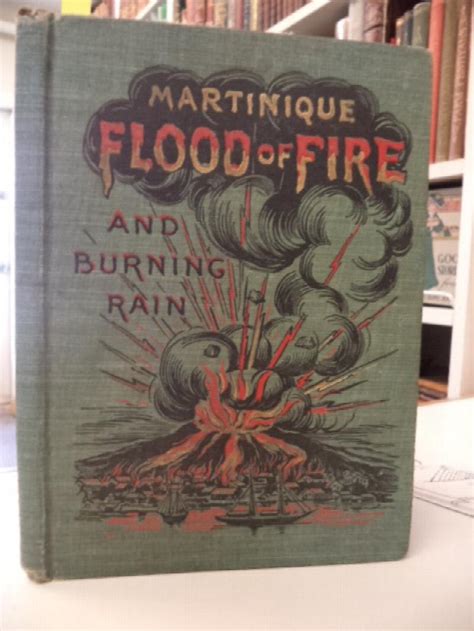 MARTINIQUE
FLOOD OF FIRE
AND
BURNING
RAIN